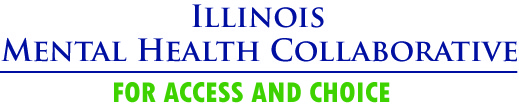 Illinois
Mental Health Collaborative
FOR ACCESS AND CHOICE